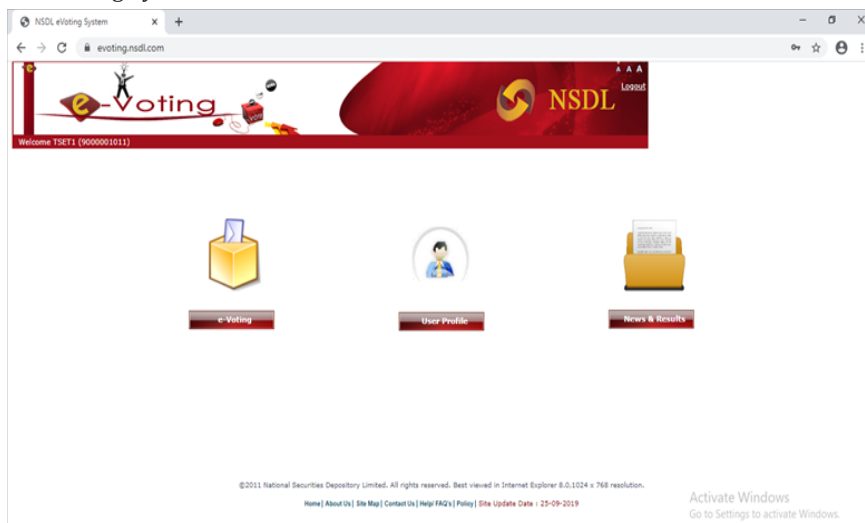 NSDL eVoting System
evoting.nsdl.com
A A A
Logout
e-Voting
NSDL
Welcome TSET1 (9000001011)
e-Voting
User Profile
News & Results
©2011 National Securities Depository Limited. All rights reserved. Best viewed in Internet Explorer 8.0,1024 x 768 resolution.
Home| About Us| Site Map| Contact Us| Help/ FAQ's| Policy| Site Update Date : 25-09-2019
Activate Windows
Go to Settings to activate Windows.